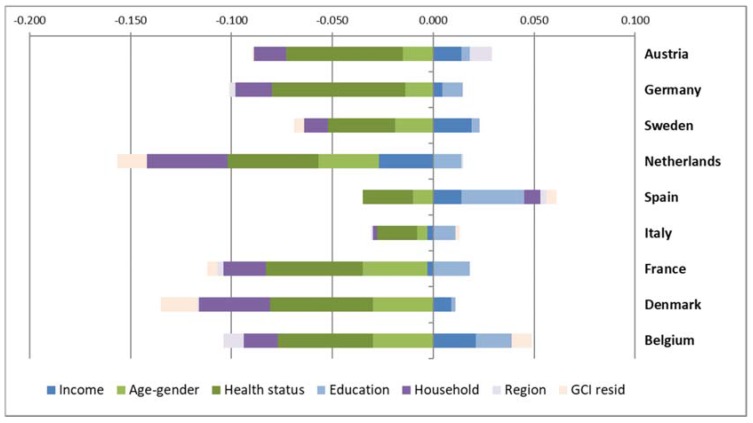 -0.200 -0.150 -0.100 -0.050 0.000 0.050 0.100
Austria
Germany
Sweden
Netherlands
Spain
Italy
France
Denmark
Belgium
Income Age-gender Health status Education Household Region GCI resid